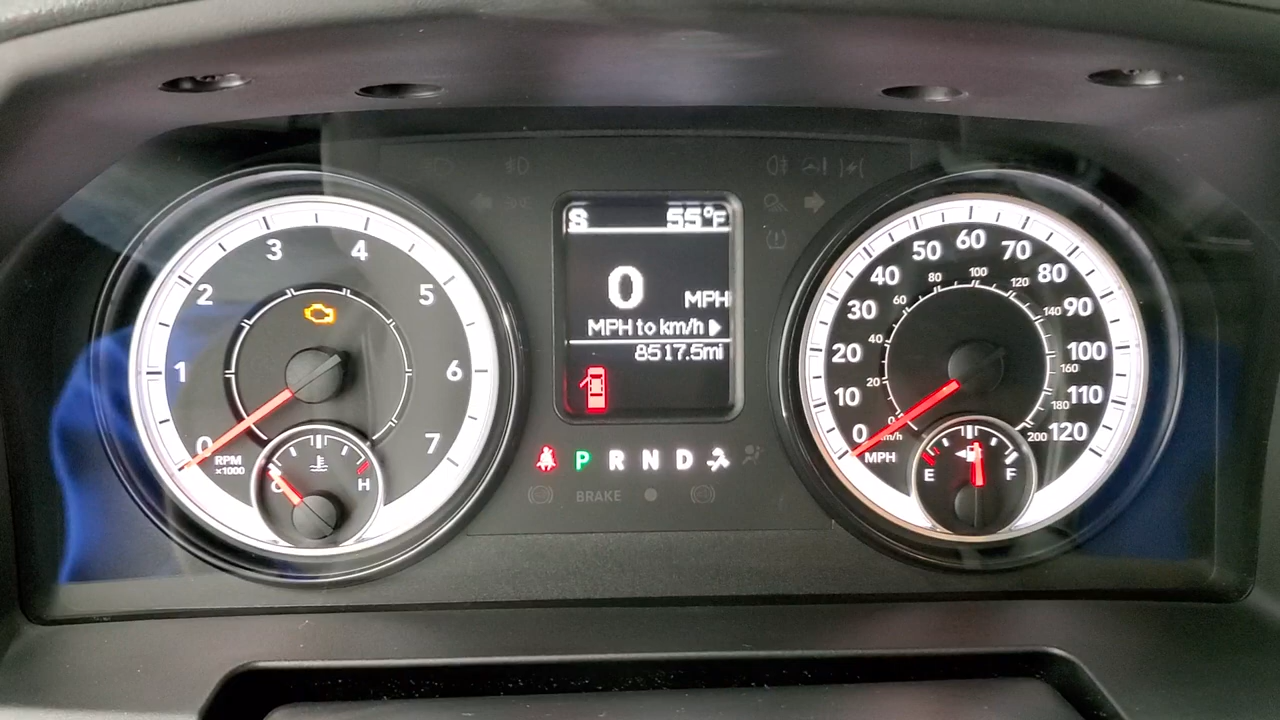 S 55°F
0 MPH
MPH to km/h
8517.5mi
0 1 2 3 4 5 6 7
RPM
x1000
C H
P R N D
BRAKE
0 10 20 30 40 50 60 70 80 90 100 110 120
0 20 40 60 80 100 120 140 160 180 200
km/h
MPH
E F